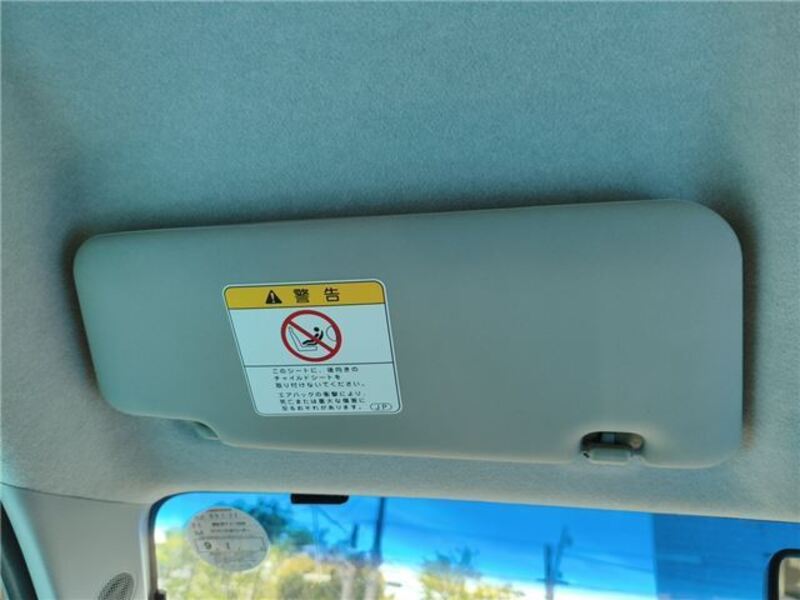 警告
このシートに、後向きの
チャイルドシートを
取り付けないでください。
エアバッグの衝撃により、
死亡または重大な傷害に
至るおそれがあります。
JP
9 1